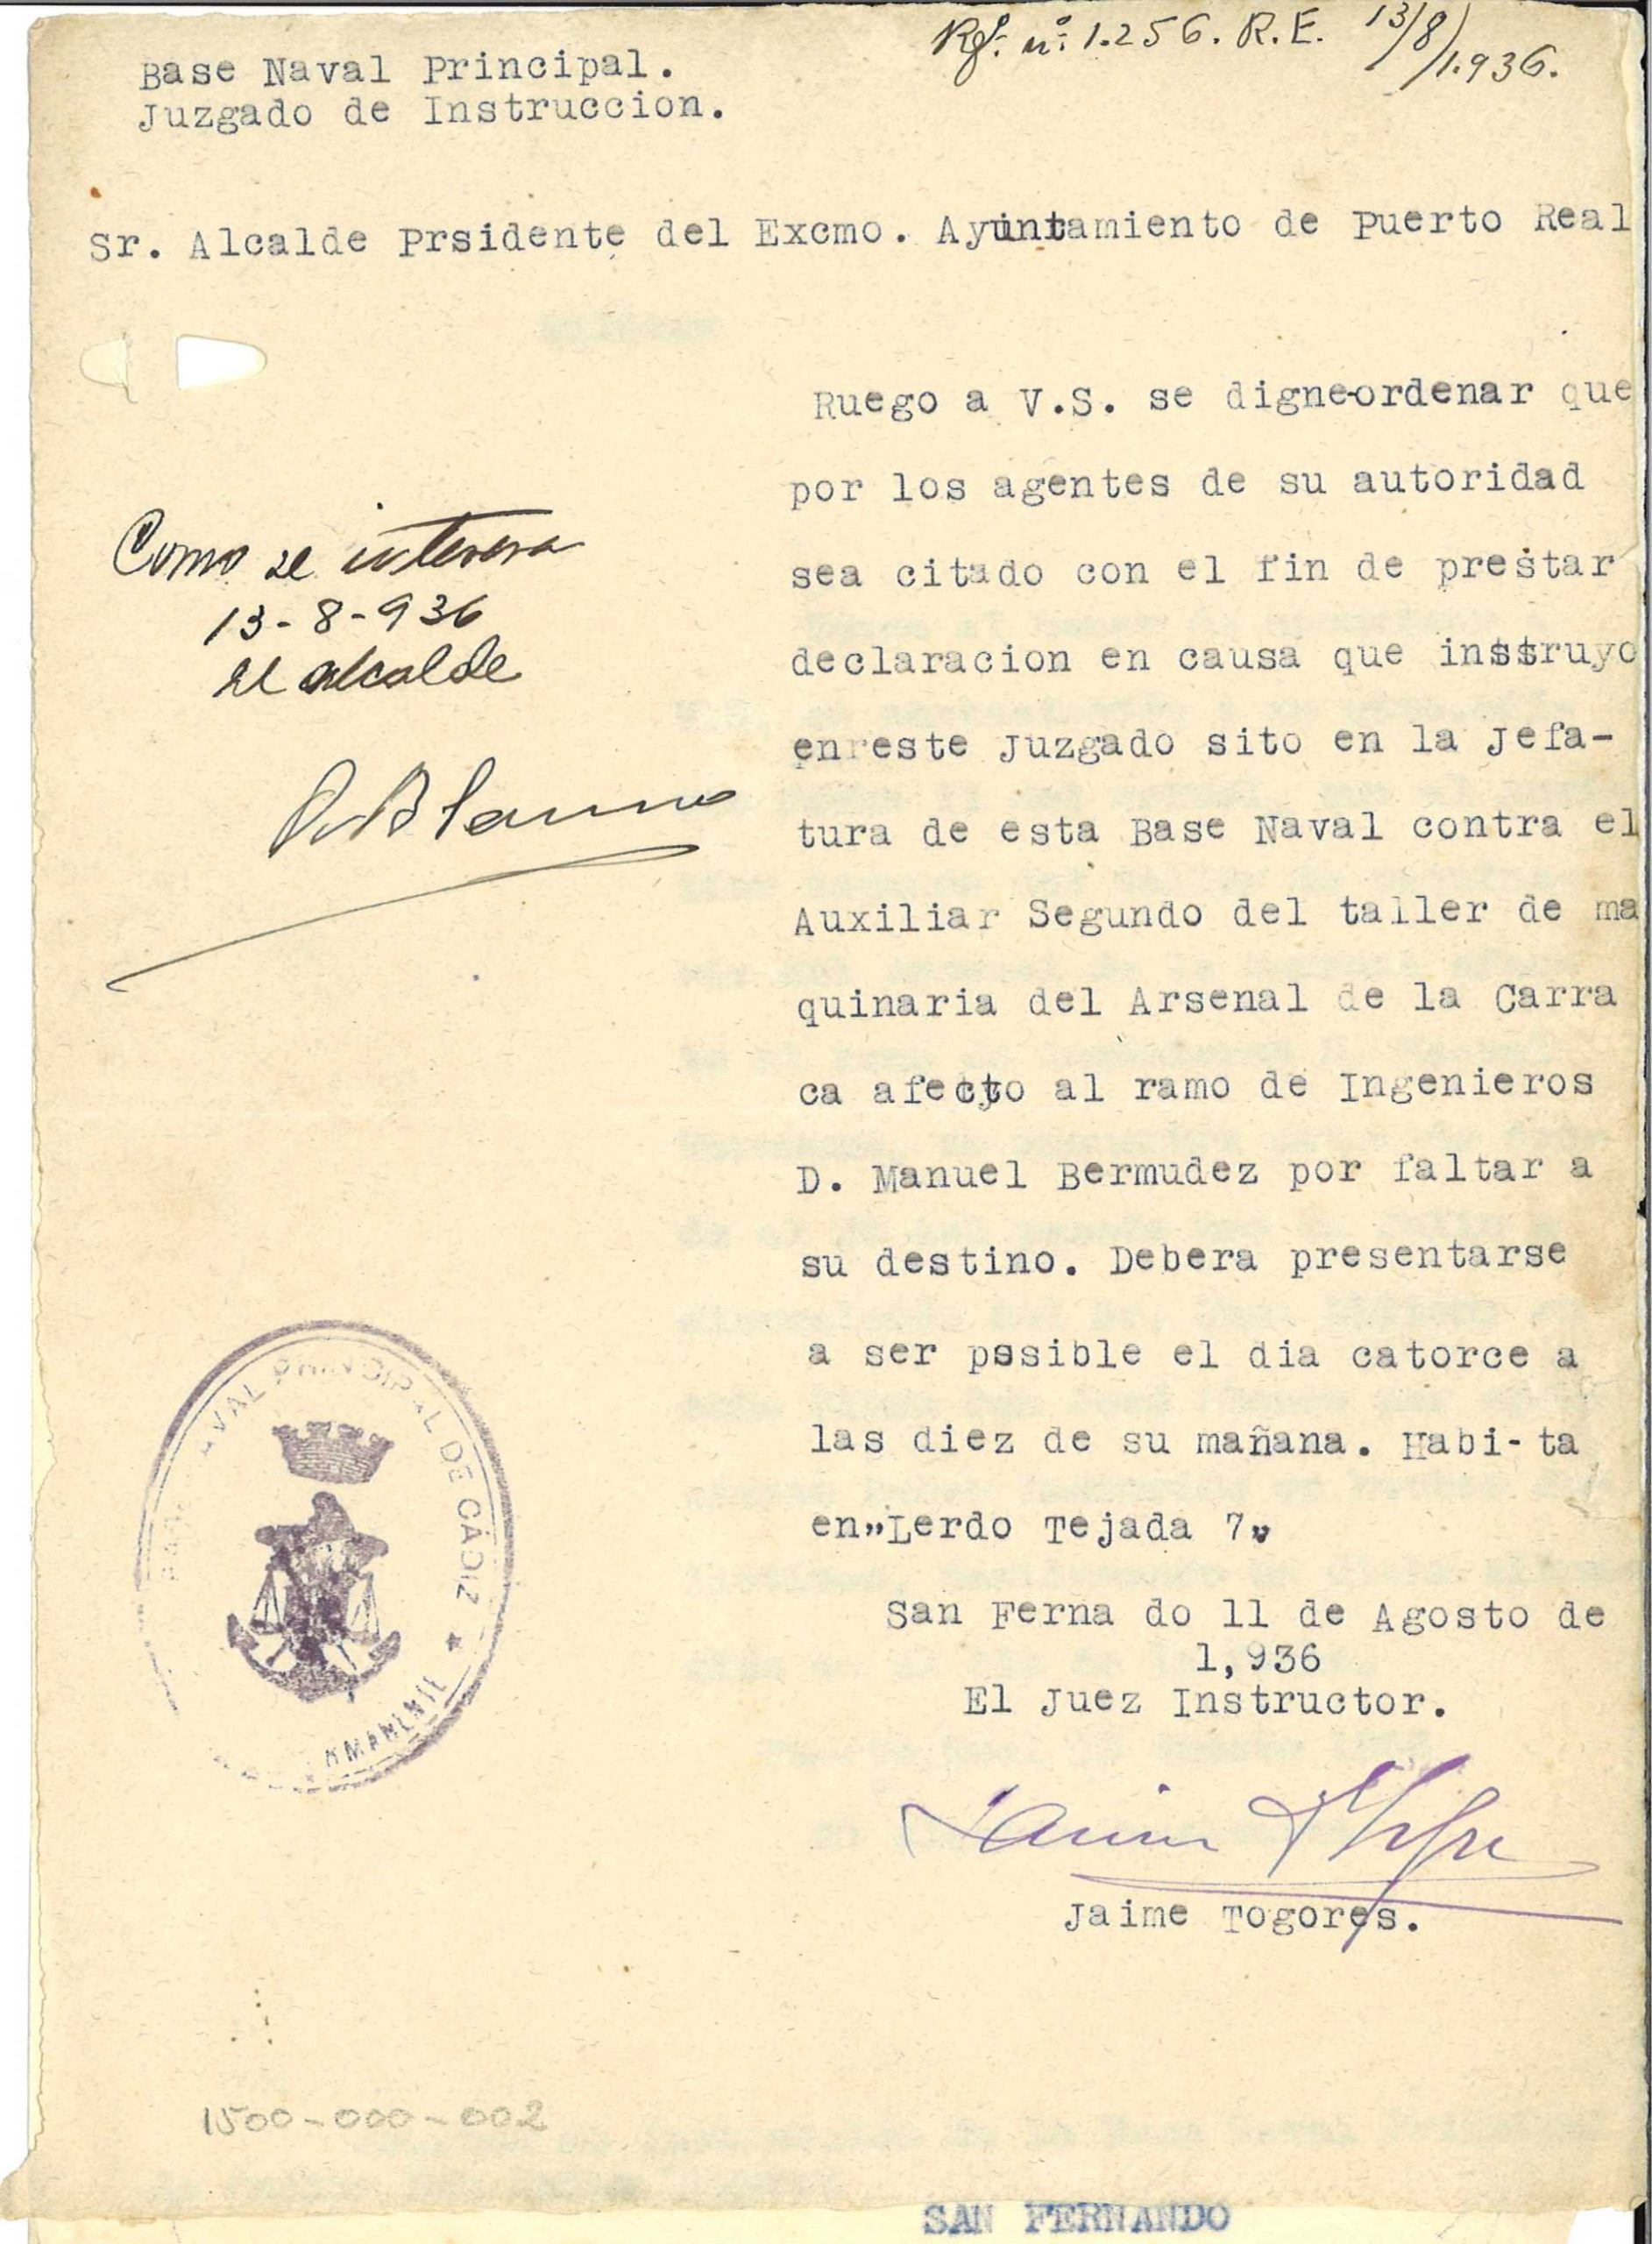 Rgº. nº: 1.256. R.E. 13/8/1.936.
Base Naval Principal.
Juzgado de Instruccion.
Sr. Alcalde Prsidente del Excmo. Ayuntamiento de Puerto Real
Ruego a V.S. se digne-ordenar que
por los agentes de su autoridad
sea citado con el fin de prestar
declaracion en causa que instruyo
enreste Juzgado sito en la Jefa-
tura de esta Base Naval contra el
Auxiliar Segundo del taller de ma
quinaria del Arsenal de la Carra
ca afecto al ramo de Ingenieros
D. Manuel Bermudez por faltar a
su destino. Debera presentarse
a ser posible el dia catorce a
las diez de su mañana. Habi-ta
en"Lerdo Tejada 7"
San Ferna do 11 de Agosto de
1,936
El Juez Instructor.
Jaime Togores.
Como se interesa
13-8-936
El alcalde
NAVAL PRINCIPAL DE CÁDIZ
1500-000-002
SAN FERNANDO